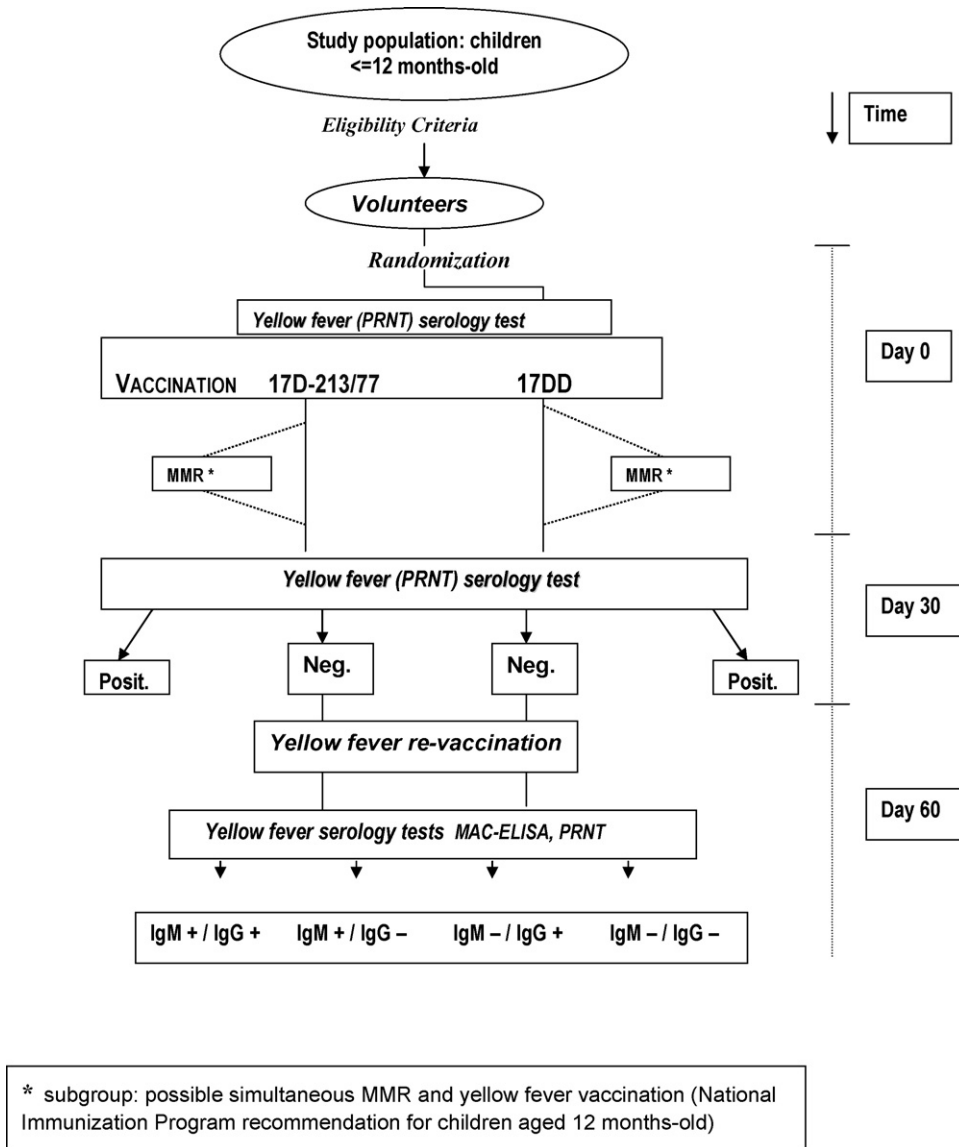 Study population: children
<=12 months-old
Eligibility Criteria
Time
Volunteers
Randomization
Yellow fever (PRNT) serology test
Day 0
VACCINATION 17D-213/77 17DD
MMR * MMR *
Yellow fever (PRNT) serology test
Day 30
Posit. Neg. Neg. Posit.
Yellow fever re-vaccination
Day 60
Yellow fever serology tests MAC-ELISA, PRNT
IgM + / IgG + IgM + / IgG – IgM – / IgG + IgM – / IgG –
* subgroup: possible simultaneous MMR and yellow fever vaccination (National
Immunization Program recommendation for children aged 12 months-old)